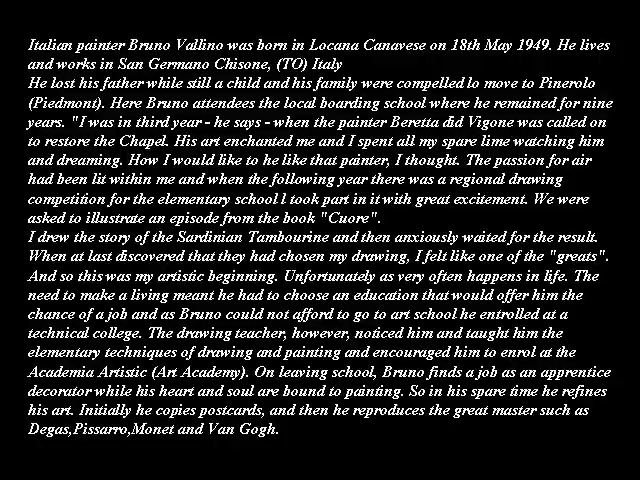 Italian painter Bruno Vallino was born in Locana Canavese on 18th May 1949. He lives
and works in San Germano Chisone, (TO) Italy
He lost his father while still a child and his family were compelled lo move to Pinerolo
(Piedmont). Here Bruno attendees the local boarding school where he remained for nine
years. "I was in third year - he says - when the painter Beretta did Vigone was called on
to restore the Chapel. His art enchanted me and I spent all my spare lime watching him
and dreaming. How I would like to he like that painter, I thought. The passion for air
had been lit within me and when the following year there was a regional drawing
competition for the elementary school l took part in it with great excitement. We were
asked to illustrate an episode from the book "Cuore".
I drew the story of the Sardinian Tambourine and then anxiously waited for the result.
When at last discovered that they had chosen my drawing, I felt like one of the "greats".
And so this was my artistic beginning. Unfortunately as very often happens in life. The
need to make a living meant he had to choose an education that would offer him the
chance of a job and as Bruno could not afford to go to art school he entrolled at a
technical college. The drawing teacher, however, noticed him and taught him the
elementary techniques of drawing and painting and encouraged him to enrol at the
Academia Artistic (Art Academy). On leaving school, Bruno finds a job as an apprentice
decorator while his heart and soul are bound to painting. So in his spare time he refines
his art. Initially he copies postcards, and then he reproduces the great master such as
Degas,Pissarro,Monet and Van Gogh.